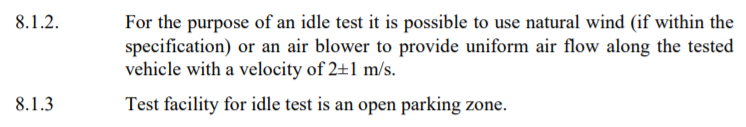 8.1.2. For the purpose of an idle test it is possible to use natural wind (if within the
specification) or an air blower to provide uniform air flow along the tested
vehicle with a velocity of 2±1 m/s.
8.1.3 Test facility for idle test is an open parking zone.